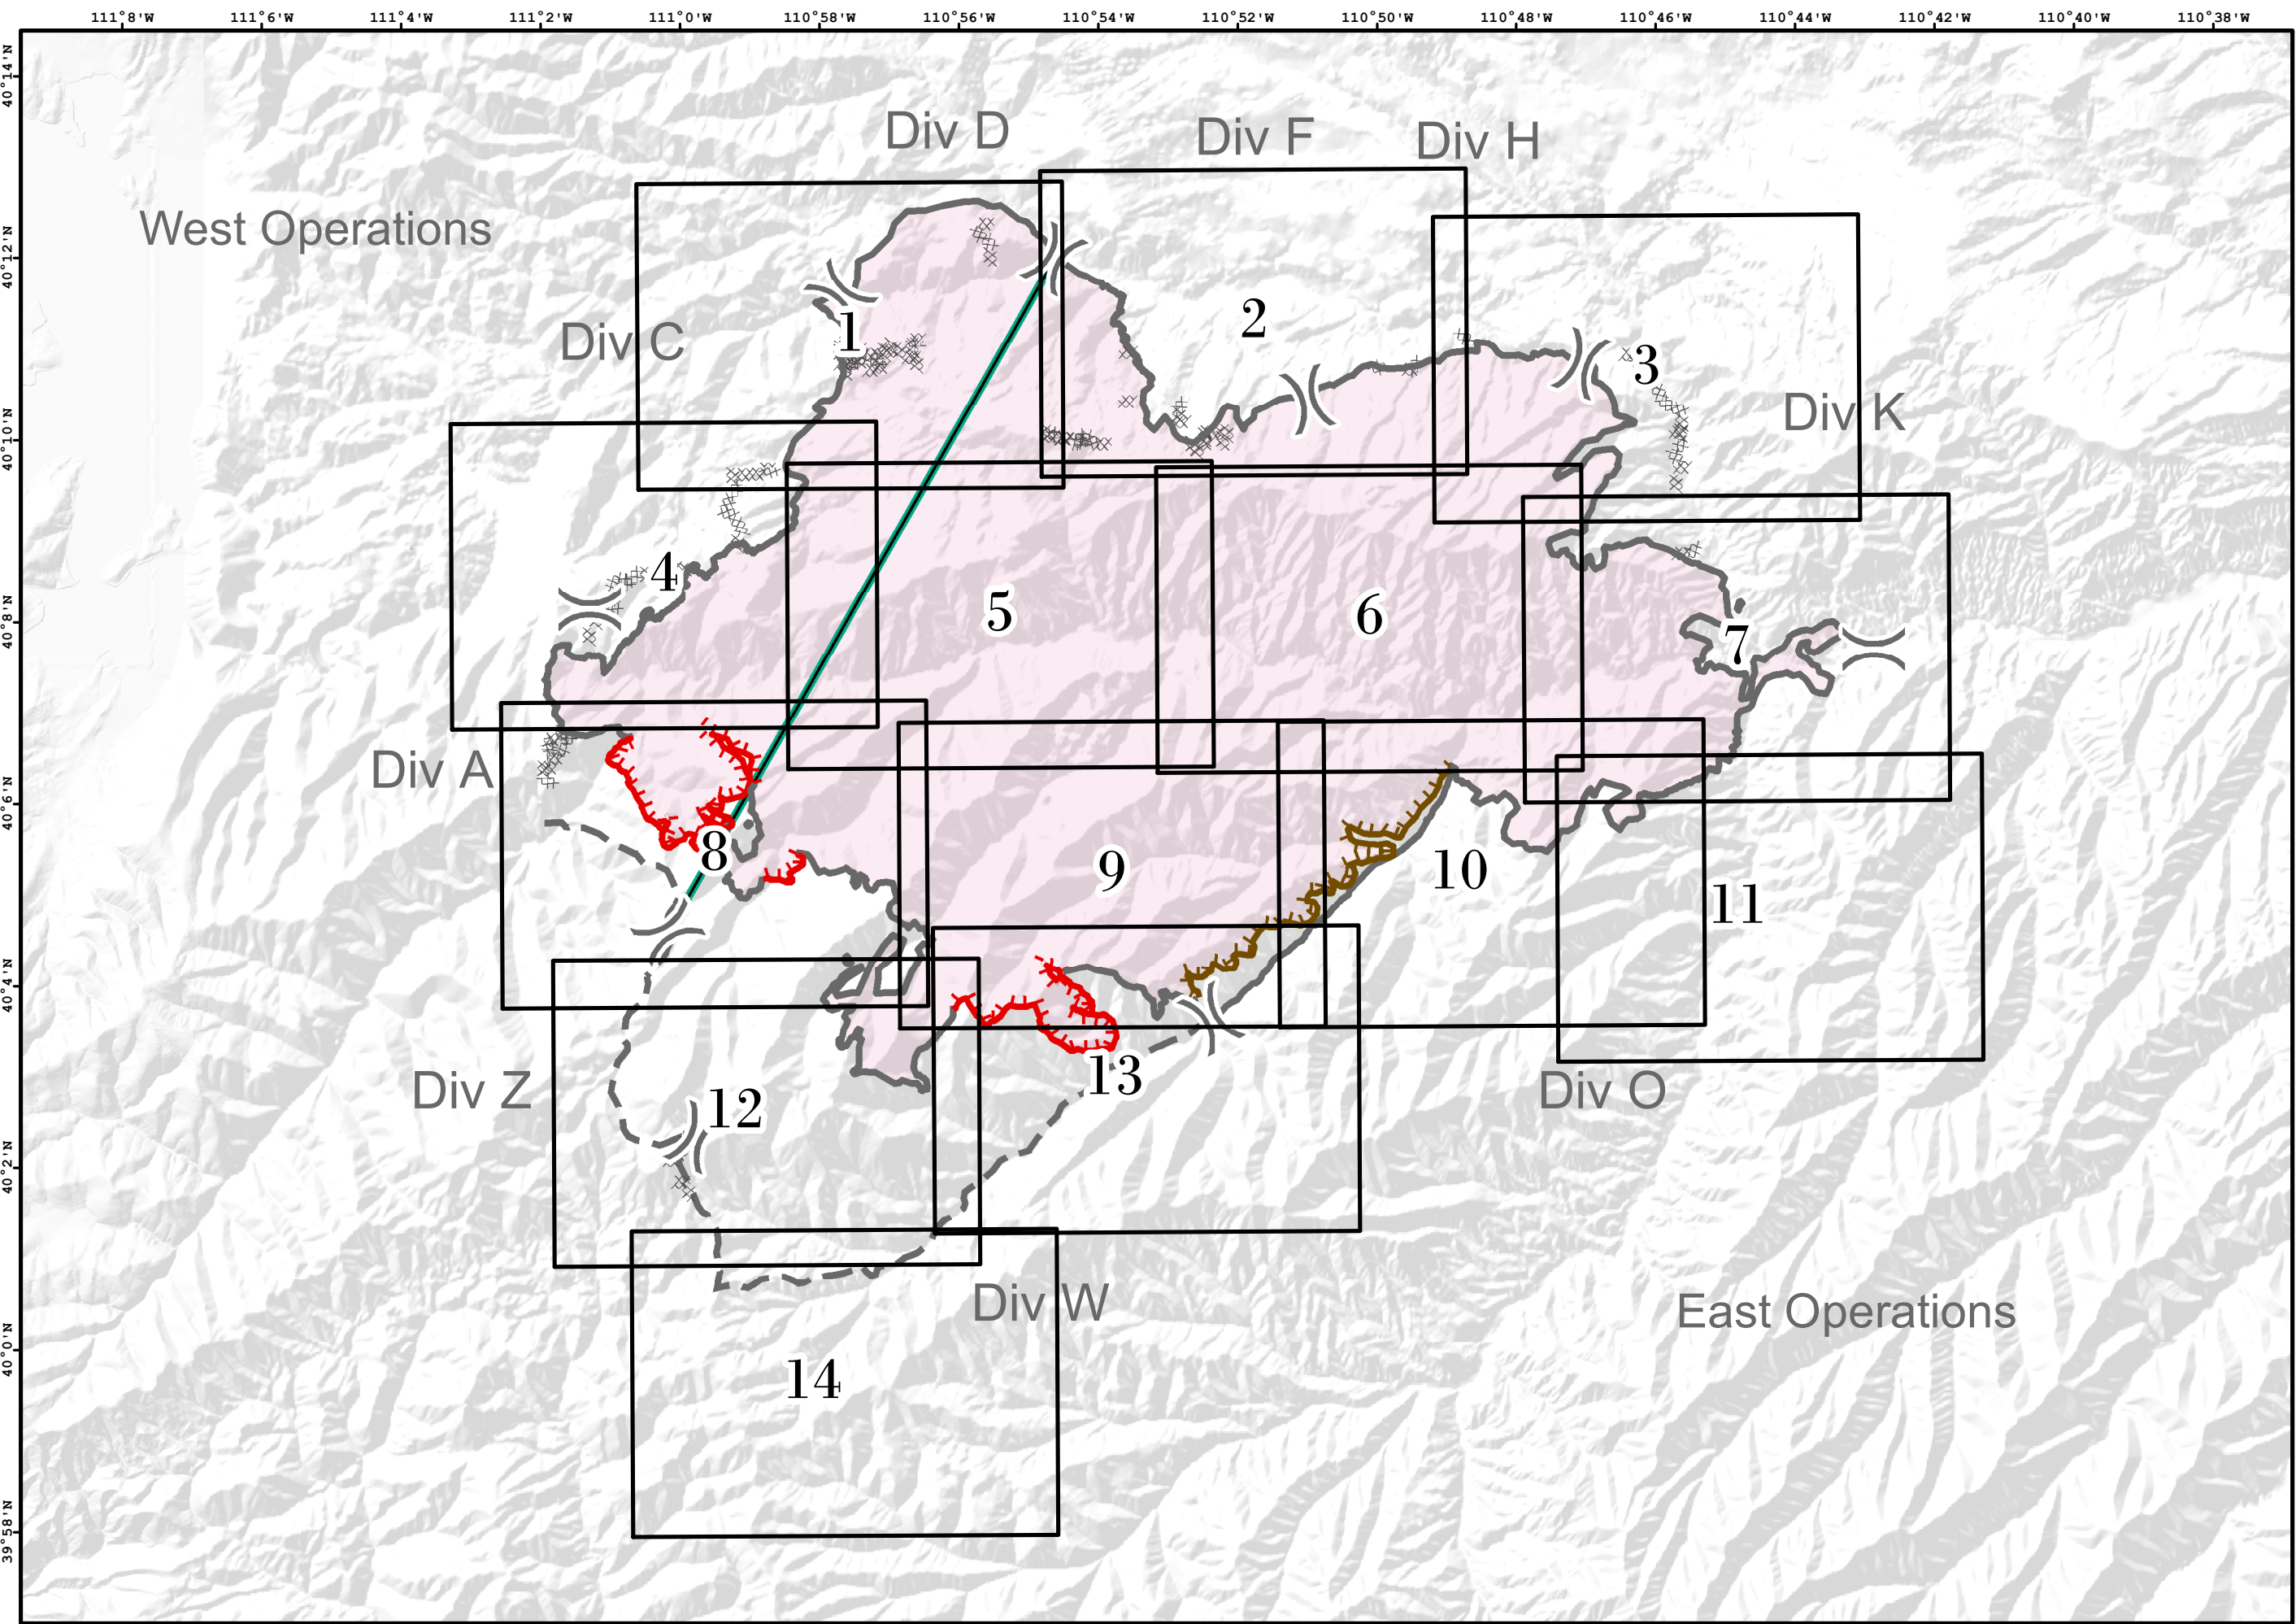 111°8'W 111°6'W 111°4'W 111°2'W 111°0'W 110°58'W 110°56'W 110°54'W 110°52'W 110°50'W 110°48'W 110°46'W 110°44'W 110°42'W 110°40'W 110°38'W
40°14'N
Div D
Div F
Div H
West Operations
40°12'N
1
2
Div C
3
Div K
40°10'N
4
5
6
40°8'N
7
Div A
40°6'N
8
9
10
11
40°4'N
13
Div Z
12
Div O
40°2'N
Div W
East Operations
40°0'N
14
39°58'N